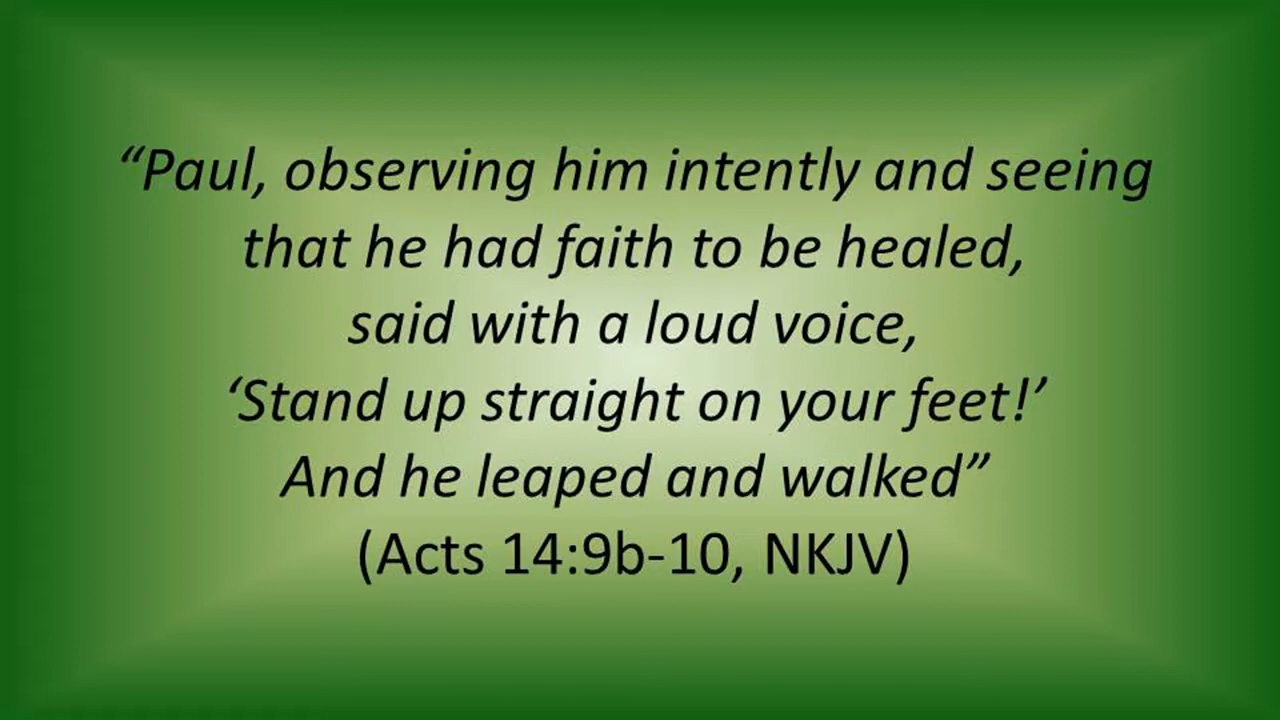 “Paul, observing him intently and seeing
that he had faith to be healed,
said with a loud voice,
‘Stand up straight on your feet!’
And he leaped and walked”
(Acts 14:9b-10, NKJV)